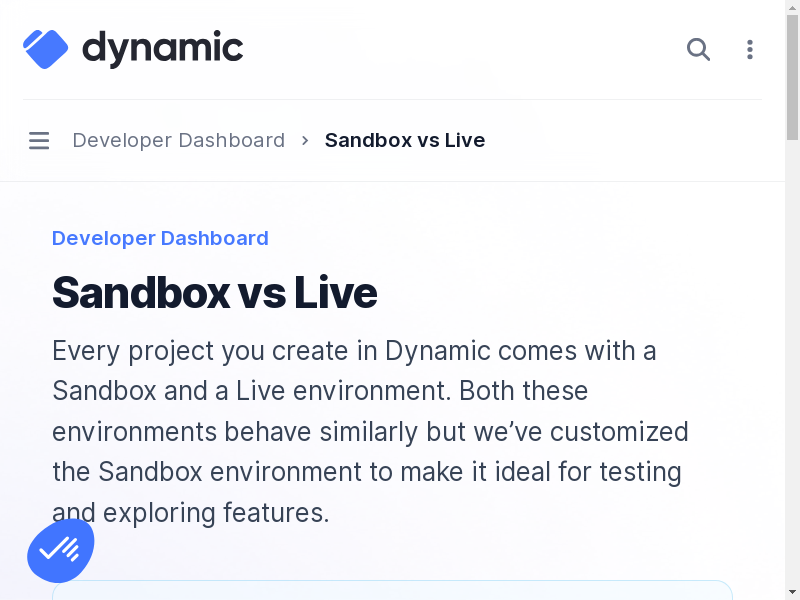 dynamic
Developer Dashboard > Sandbox vs Live
Developer Dashboard
Sandbox vs Live
Every project you create in Dynamic comes with a
Sandbox and a Live environment. Both these
environments behave similarly but we’ve customized
the Sandbox environment to make it ideal for testing
and exploring features.